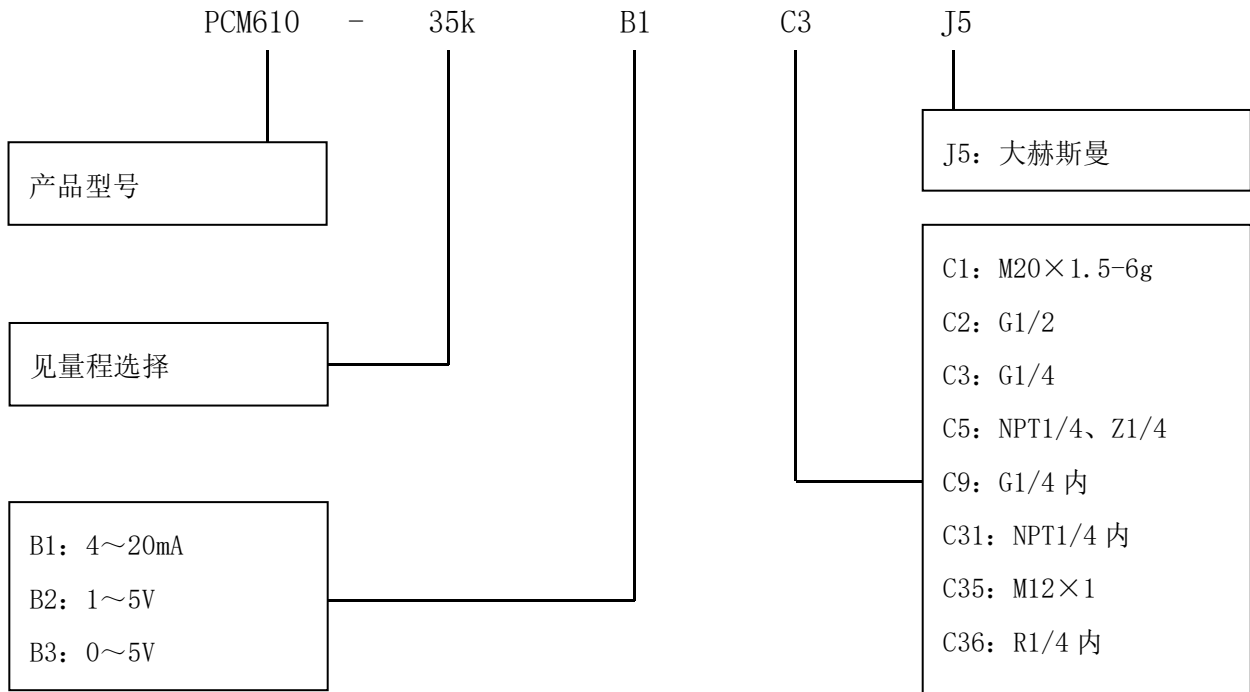 PCM610 - 35k B1 C3 J5
产品型号
见量程选择
B1: 4～20mA
B2: 1～5V
B3: 0～5V
J5: 大赫斯曼
C1: M20×1.5-6g
C2: G1/2
C3: G1/4
C5: NPT1/4、Z1/4
C9: G1/4 内
C31: NPT1/4 内
C35: M12×1
C36: R1/4 内